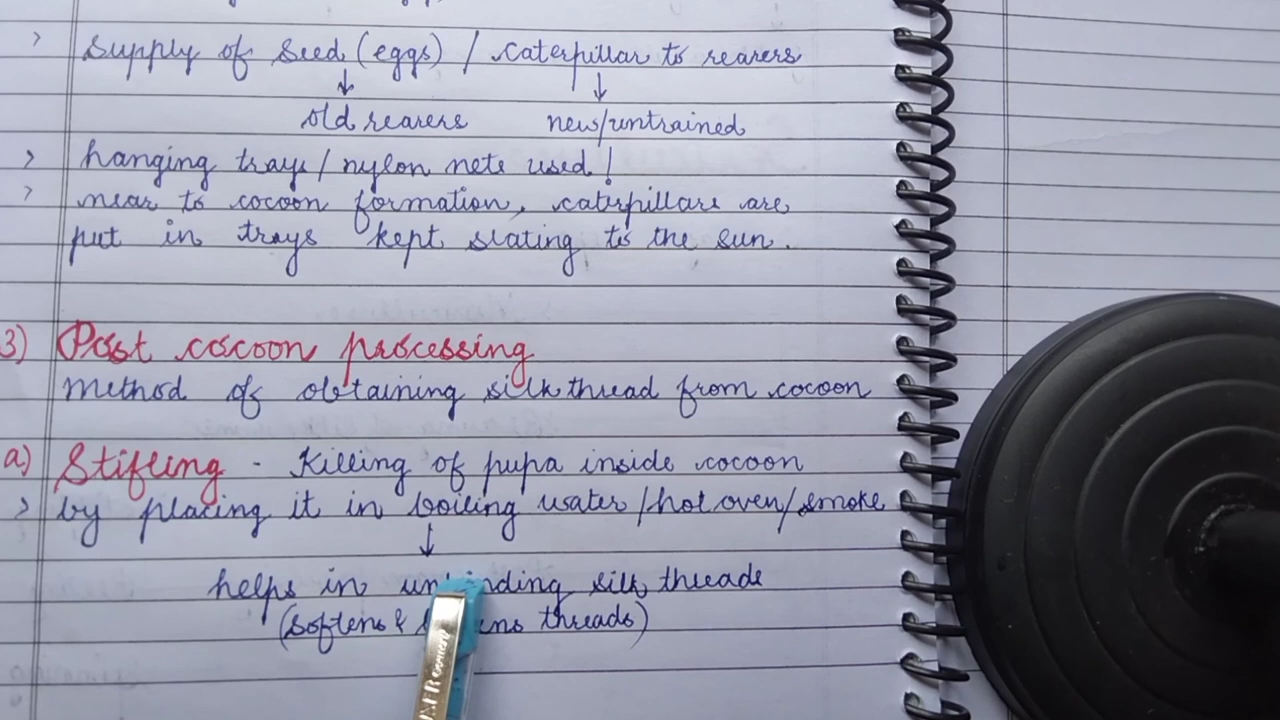 > Supply of Seed (eggs) / caterpillar to rearers
↓ ↓
old rearers new/untrained
> hanging trays / nylon nets used!
> near to cocoon formation, caterpillars are
put in trays kept slating to the sun.
3) Post cocoon processing
Method of obtaining silk thread from cocoon
a.) Stifling - Killing of pupa inside cocoon
> by placing it in boiling water/hot oven/smoke
↓
helps in silk threads
(softens & threads)